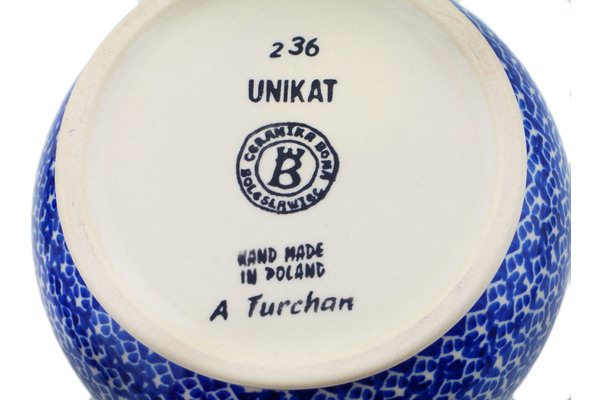 236
UNIKAT
CERAMIKA BONA
B
BOLESŁAWIEC
HAND MADE
IN POLAND
A Turchan